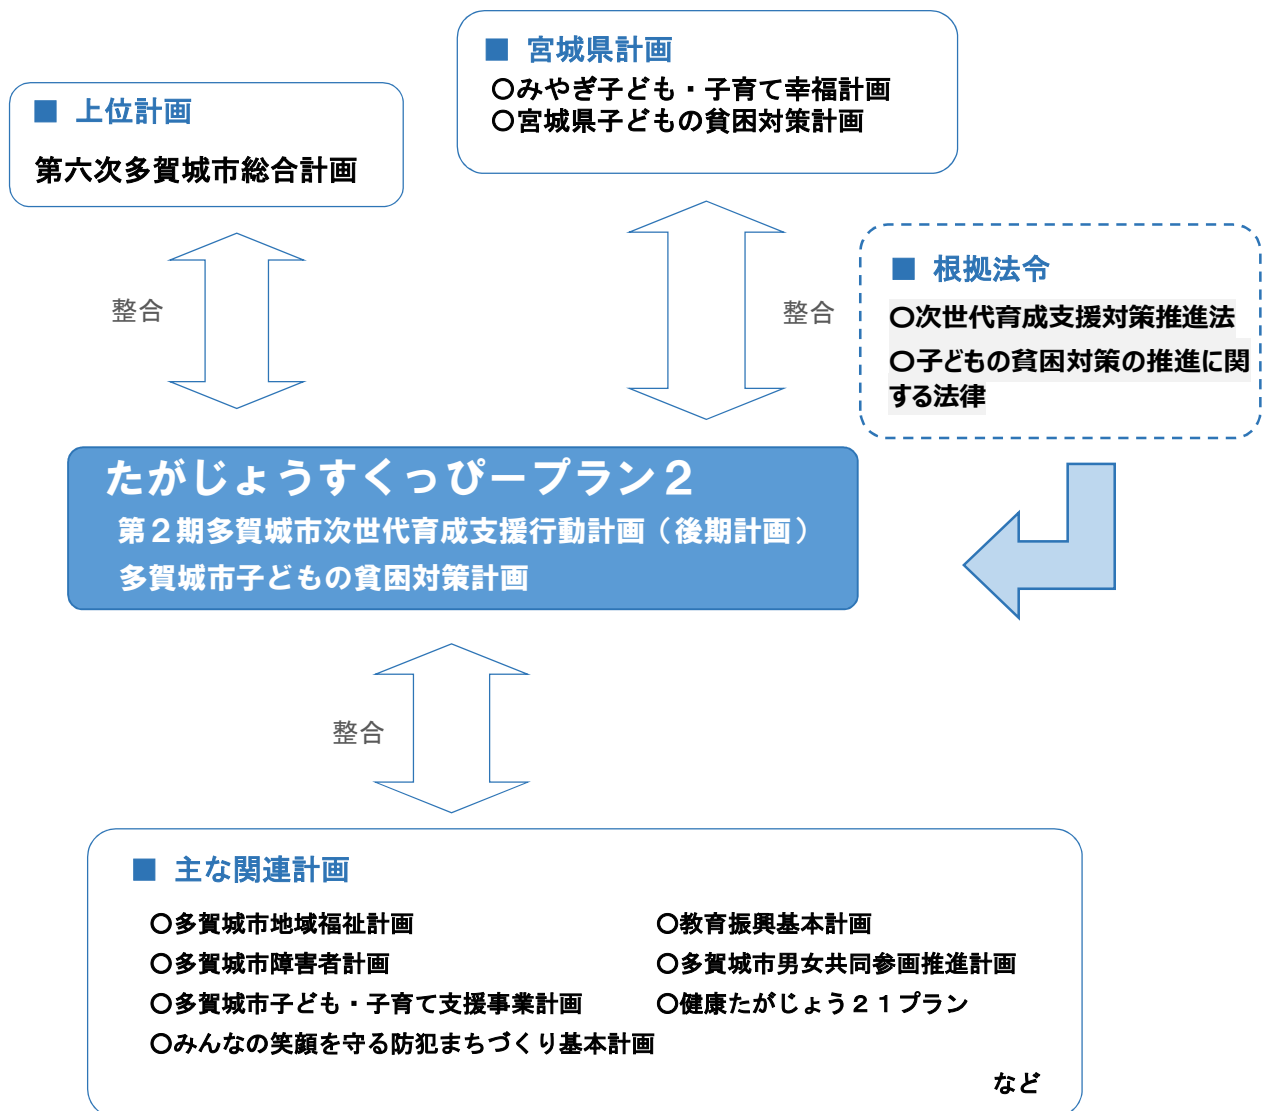 ■ 宮城県計画
〇みやぎ子ども・子育て幸福計画
〇宮城県子どもの貧困対策計画
■ 上位計画
第六次多賀城市総合計画
整合
整合
■ 根拠法令
〇次世代育成支援対策推進法
〇子どもの貧困対策の推進に関
する法律
たがじょうすくっぴープラン２
第２期多賀城市次世代育成支援行動計画（後期計画）
多賀城市子どもの貧困対策計画
整合
■ 主な関連計画
〇多賀城市地域福祉計画
〇多賀城市障害者計画
〇多賀城市子ども・子育て支援事業計画
〇みんなの笑顔を守る防犯まちづくり基本計画
〇教育振興基本計画
〇多賀城市男女共同参画推進計画
〇健康たがじょう２１プラン
など